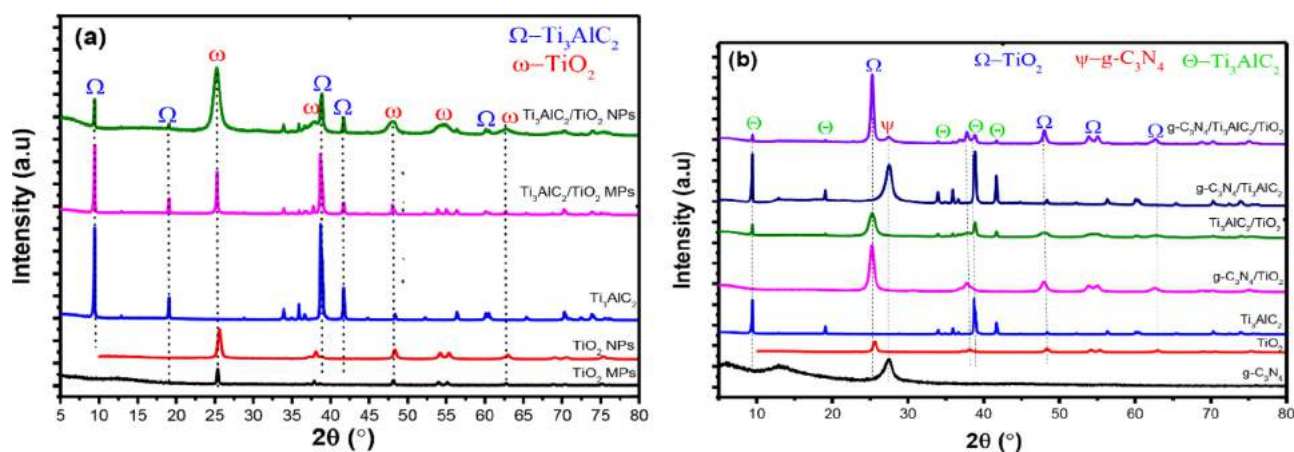 (a)
Ω–Ti₃AlC₂
ω–TiO₂
ω
Ω
Ω
Ω
ω
Ω
ω
ω
Ω
ω
Ti₃AlC₂/TiO₂ NPs
Ti₃AlC₂/TiO₂ MPs
Ti₃AlC₂
TiO₂ NPs
TiO₂ MPs
Intensity (a.u)
5 10 15 20 25 30 35 40 45 50 55 60 65 70 75 80
2θ (°)
(b)
Ω–TiO₂ ψ–g-C₃N₄ Θ–Ti₃AlC₂
Ω
Θ
Θ
ψ
Θ
Θ
Θ
Ω
Ω
Ω
g-C₃N₄/Ti₃AlC₂/TiO₂
g-C₃N₄/Ti₃AlC₂
Ti₃AlC₂/TiO₂
g-C₃N₄/TiO₂
Ti₃AlC₂
TiO₂
g-C₃N₄
Intensity (a.u)
10 20 30 40 50 60 70 80
2θ (°)